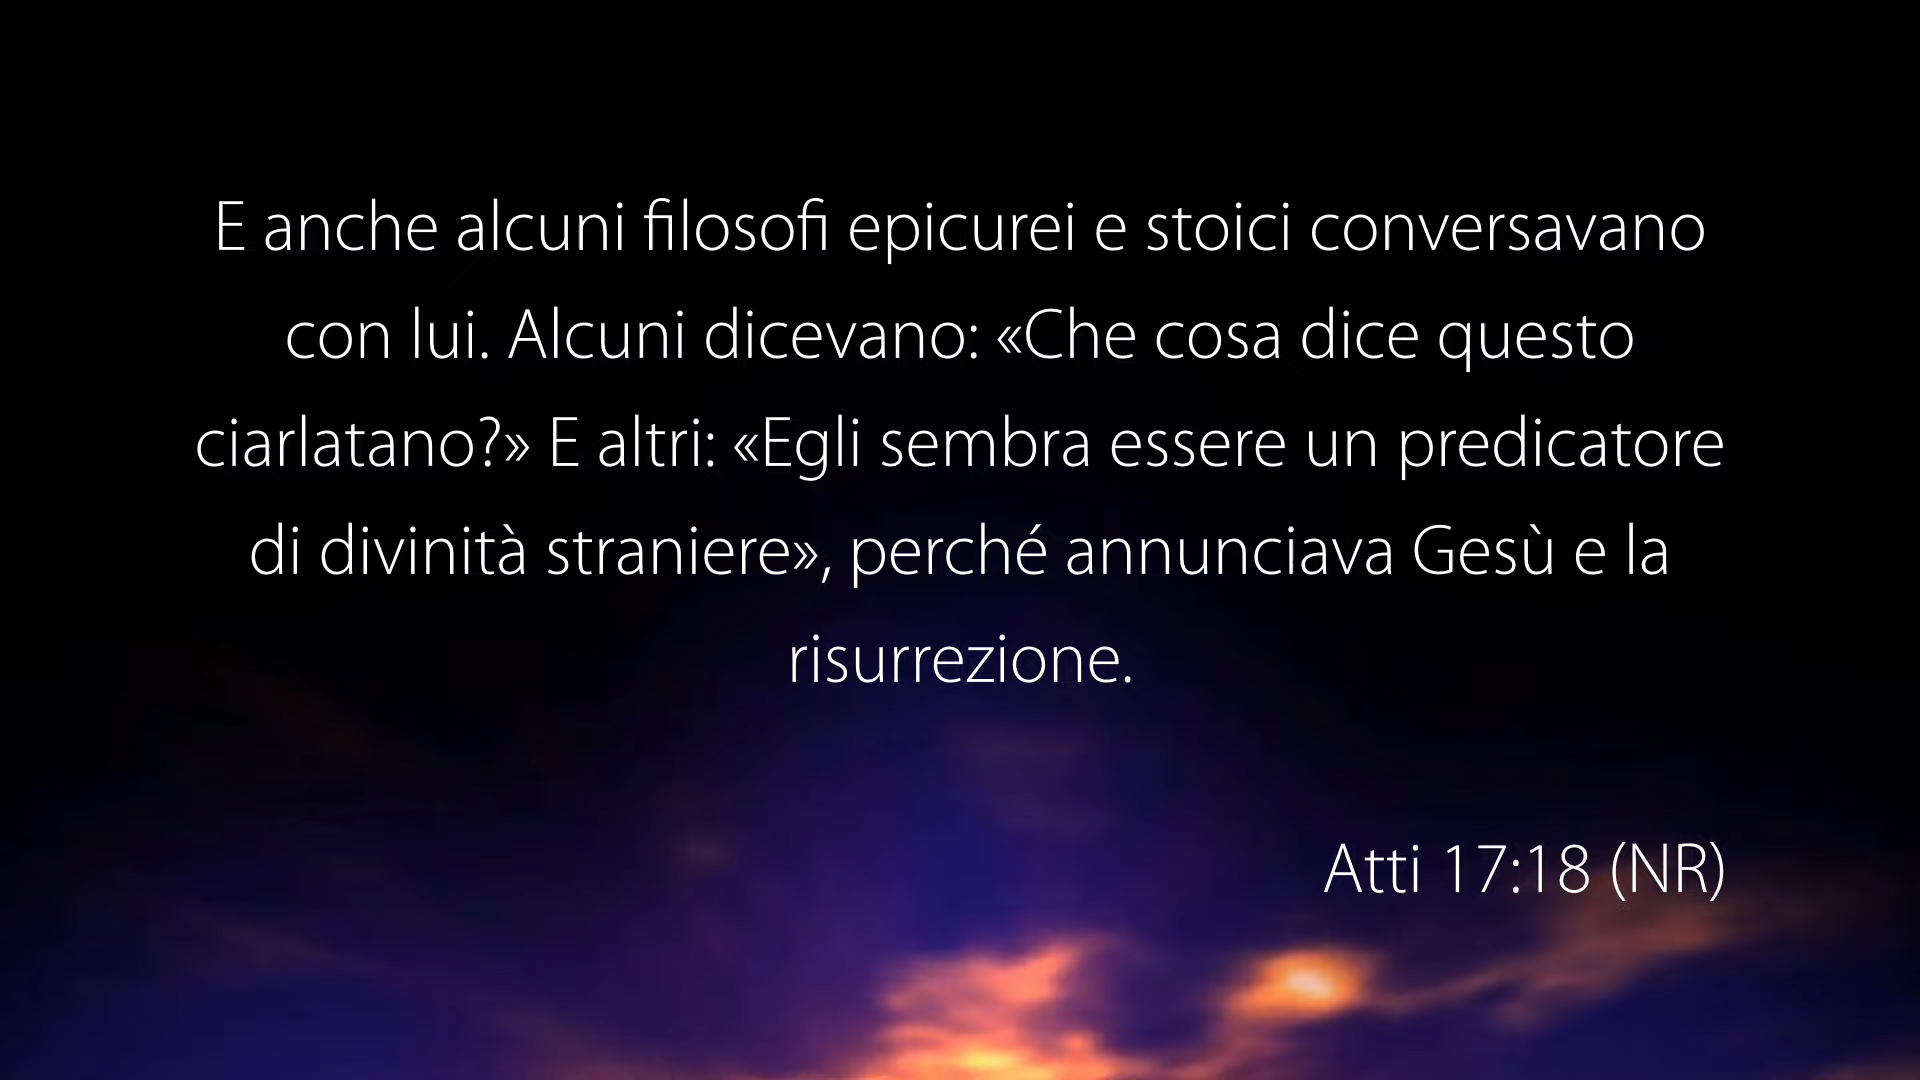 E anche alcuni filosofi epicurei e stoici conversavano
con lui. Alcuni dicevano: «Che cosa dice questo
ciarlatano?» E altri: «Egli sembra essere un predicatore
di divinità straniere», perché annunciava Gesù e la
risurrezione.
Atti 17:18 (NR)